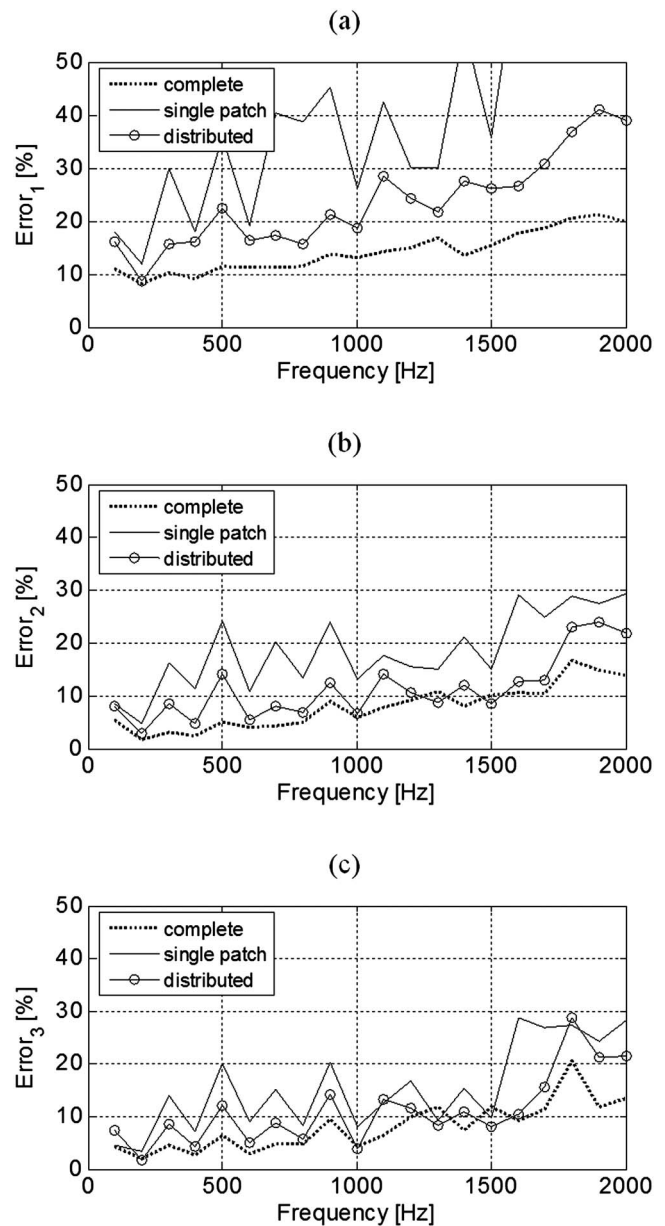 (a)
50
40
30
20
10
0
Error1 [%]
complete
single patch
distributed
0 500 1000 1500 2000
Frequency [Hz]
(b)
50
40
30
20
10
0
Error2 [%]
complete
single patch
distributed
0 500 1000 1500 2000
Frequency [Hz]
(c)
50
40
30
20
10
0
Error3 [%]
complete
single patch
distributed
0 500 1000 1500 2000
Frequency [Hz]